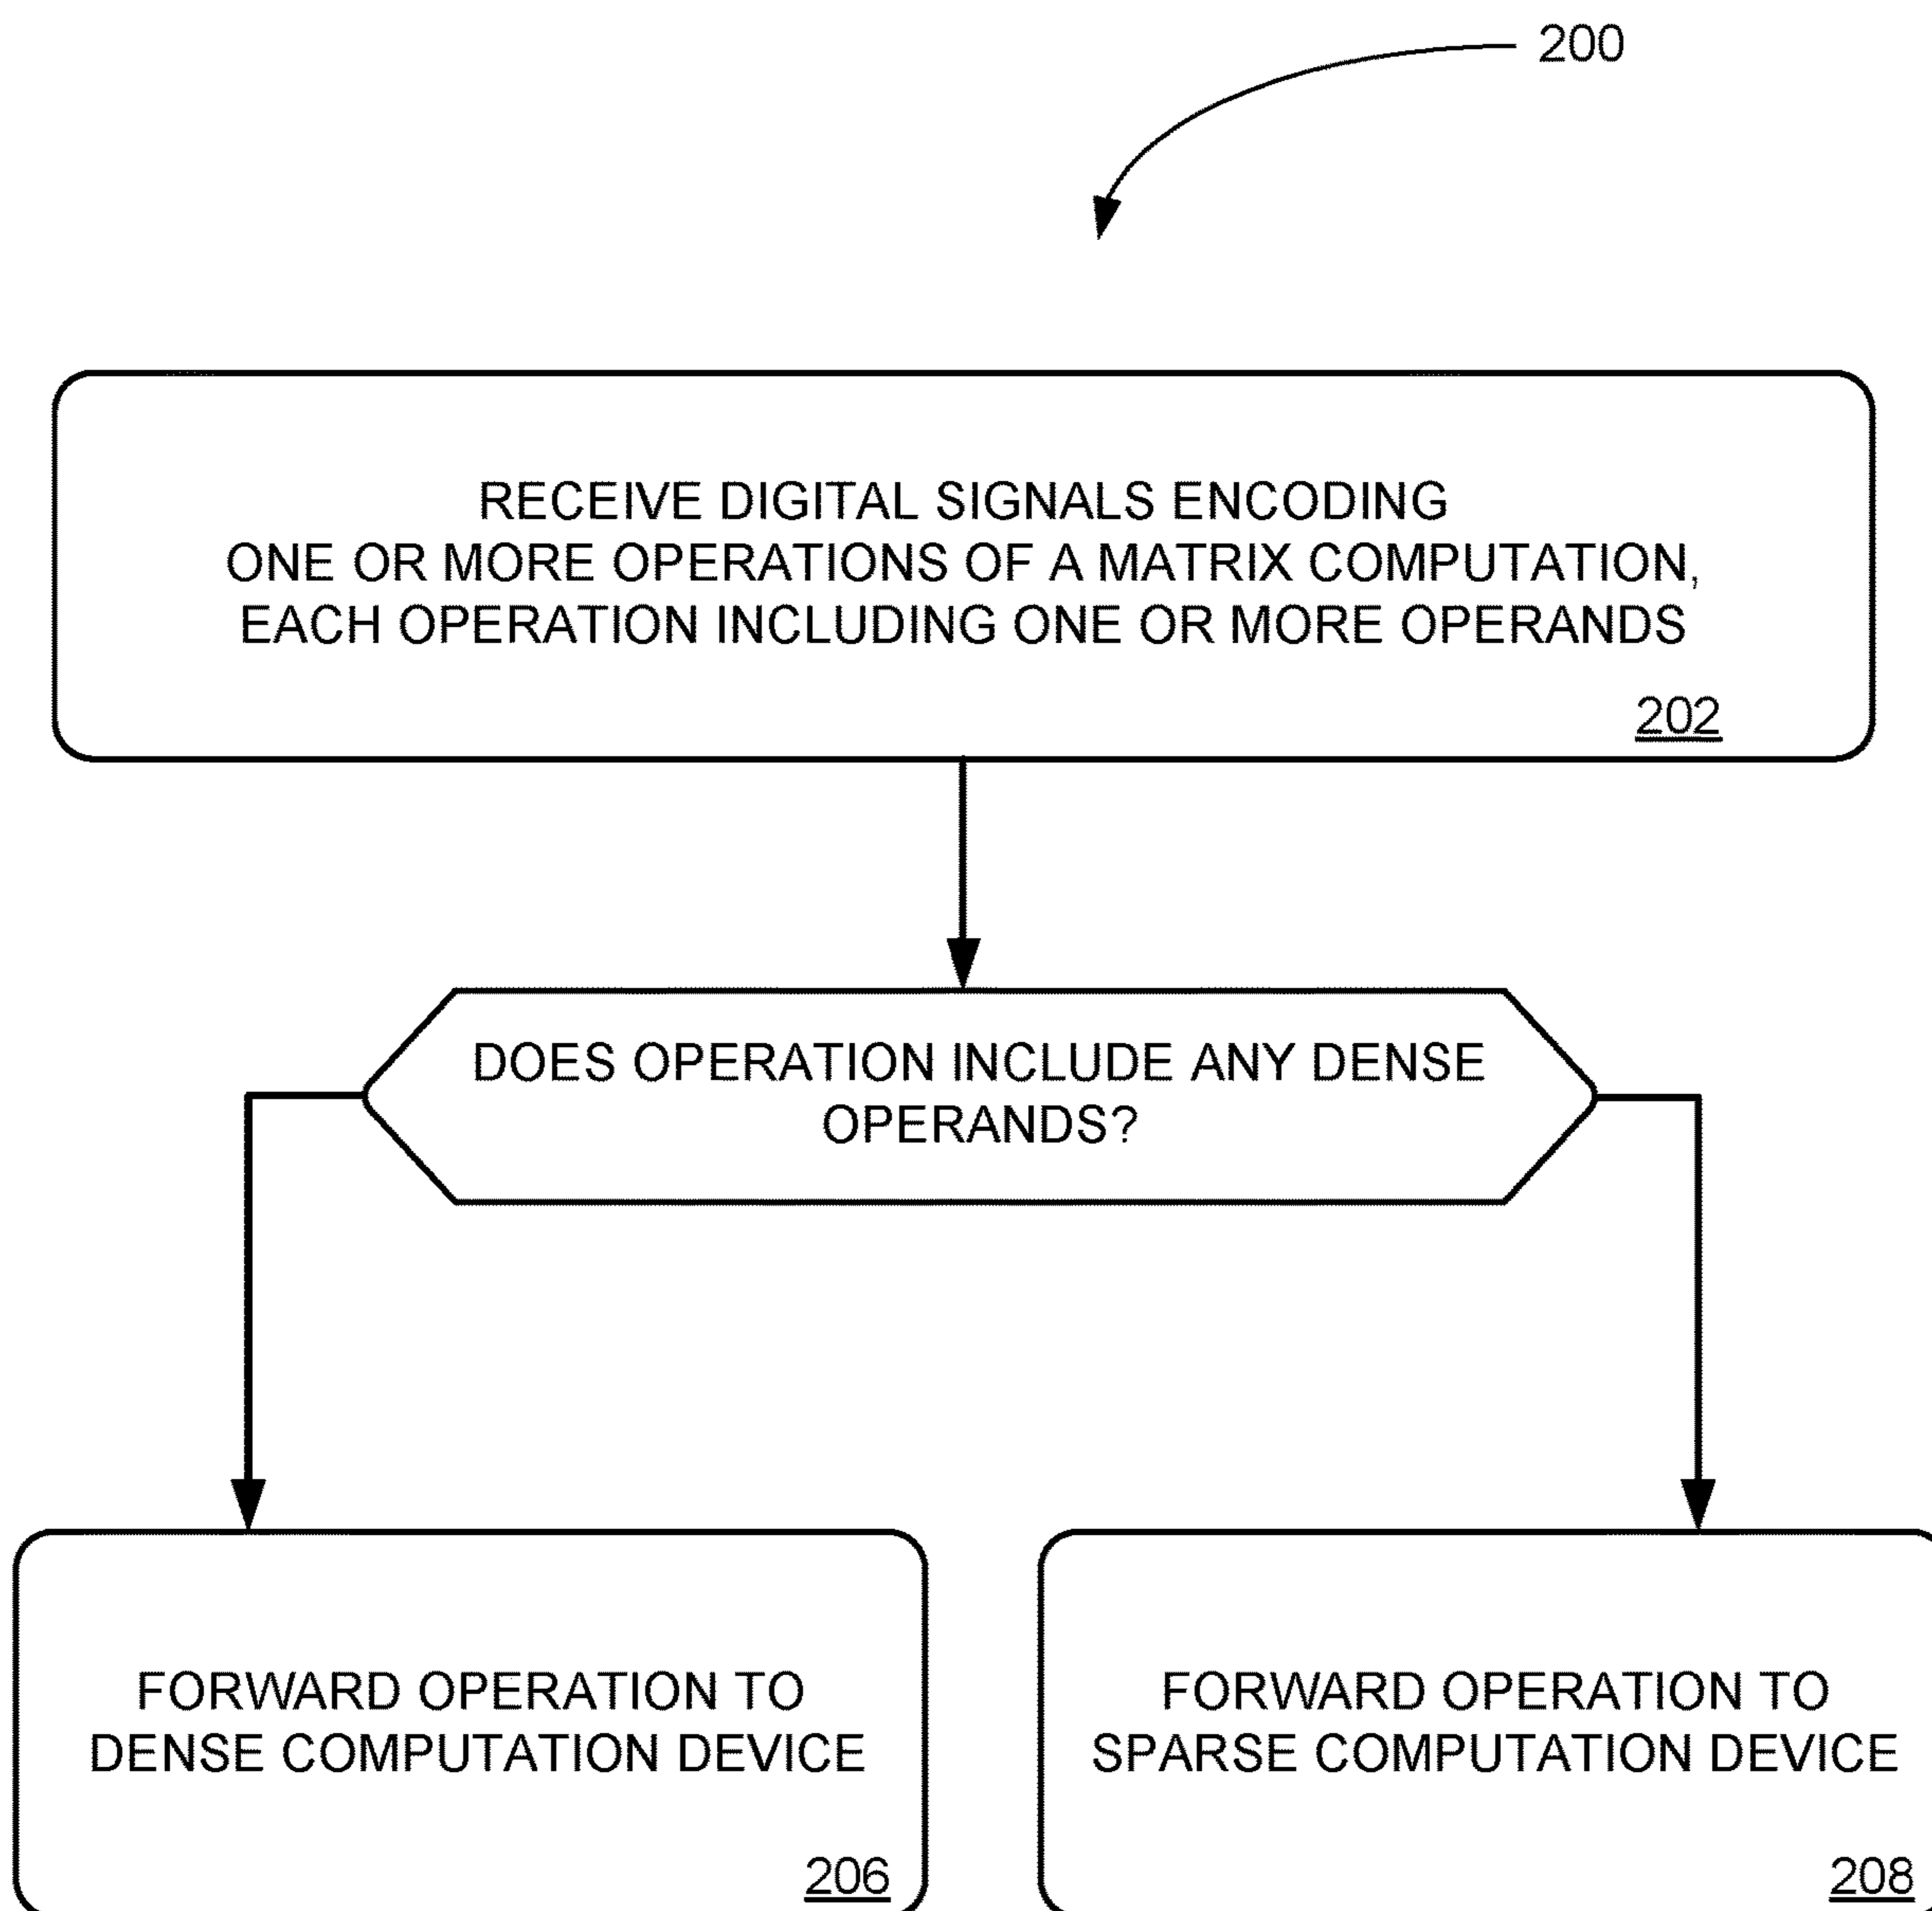 200
RECEIVE DIGITAL SIGNALS ENCODING
ONE OR MORE OPERATIONS OF A MATRIX COMPUTATION,
EACH OPERATION INCLUDING ONE OR MORE OPERANDS
202
DOES OPERATION INCLUDE ANY DENSE
OPERANDS?
FORWARD OPERATION TO
DENSE COMPUTATION DEVICE
206
FORWARD OPERATION TO
SPARSE COMPUTATION DEVICE
208